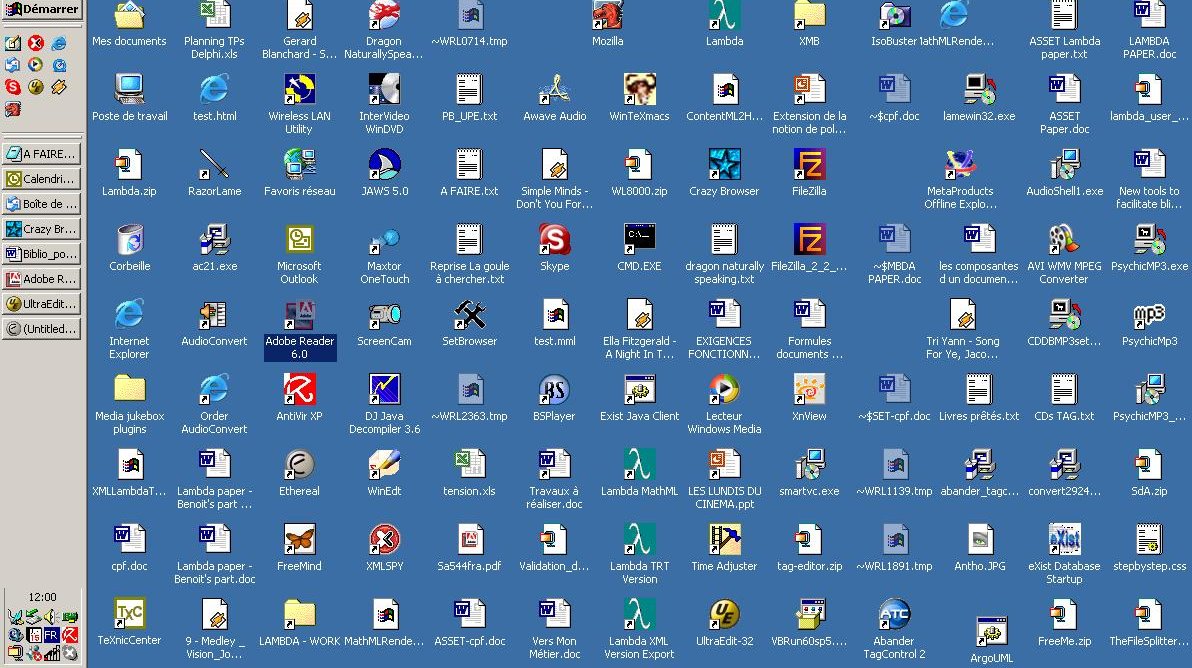 Démarrer
A FAIRE...
Calendri...
Boîte de ...
Crazy Br...
Biblio_po...
Adobe R...
UltraEdit...
(Untitled...
12:00
FR
Mes documents
Planning TPs
Delphi.xls
Gerard
Blanchard - S...
Dragon
NaturallySpea...
~WRL0714.tmp
Mozilla
Lambda
XMB
IsoBuster
MathMLRende...
ASSET Lambda
paper.txt
LAMBDA
PAPER.doc
Poste de travail
test.html
Wireless LAN
Utility
InterVideo
WinDVD
PB_UPE.txt
Awave Audio
WinTeXmacs
ContentML2H...
Extension de la
notion de pol...
~$cpf.doc
lamewin32.exe
ASSET
Paper.doc
lambda_user_...
Lambda.zip
RazorLame
Favoris réseau
JAWS 5.0
A FAIRE.txt
Simple Minds -
Don't You For...
WL8000.zip
Crazy Browser
FileZilla
MetaProducts
Offline Explo...
AudioShell1.exe
New tools to
facilitate bli...
Corbeille
ac21.exe
Microsoft
Outlook
Maxtor
OneTouch
Reprise La goule
à chercher.txt
Skype
CMD.EXE
dragon naturally
speaking.txt
FileZilla_2_2_...
~$MBDA
PAPER.doc
les composantes
d un documen...
AVI WMV MPEG
Converter
PsychicMP3.exe
Internet
Explorer
AudioConvert
Adobe Reader
6.0
ScreenCam
SetBrowser
test.mml
Ella Fitzgerald -
A Night In T...
EXIGENCES
FONCTIONN...
Formules
documents ...
Tri Yann - Song
For Ye, Jaco...
CDDBMP3set...
mp3
PsychicMp3
Media jukebox
plugins
Order
AudioConvert
AntiVir XP
DJ Java
Decompiler 3.6
~WRL2363.tmp
BSPlayer
Exist Java Client
Lecteur
Windows Media
XnView
~$SET-cpf.doc
Livres prêtés.txt
CDs TAG.txt
PsychicMP3_...
XMLLambdaT...
Lambda paper -
Benoit's part ...
Ethereal
WinEdt
tension.xls
Travaux à
réaliser.doc
Lambda MathML
LES LUNDIS DU
CINEMA.ppt
smartvc.exe
~WRL1139.tmp
abander_tagc...
convert2924...
SdA.zip
cpf.doc
Lambda paper -
Benoit's part.doc
FreeMind
XMLSPY
Sa544fra.pdf
Validation_d...
Lambda TRT
Version
Time Adjuster
tag-editor.zip
~WRL1891.tmp
Antho.JPG
eXist
eXist Database
Startup
stepbystep.css
TXC
TeXnicCenter
9 - Medley _
Vision_Jo...
LAMBDA - WORK
MathMLRende...
ASSET-cpf.doc
Vers Mon
Métier.doc
Lambda XML
Version Export
UE
UltraEdit-32
VBRun60sp5....
ATC
Abander
TagControl 2
ArgoUML
FreeMe.zip
TheFileSplitter...